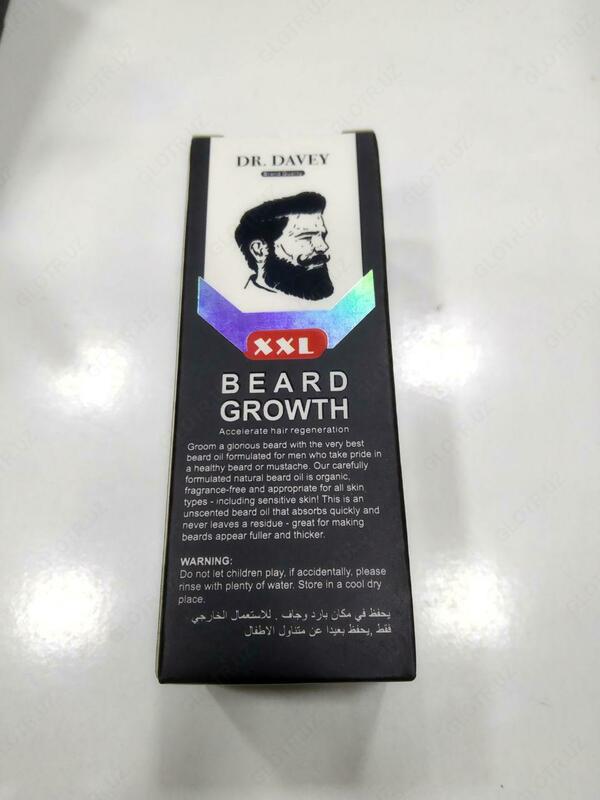 DR. DAVEY
Brand Quality
XXL
BEARD
GROWTH
Accelerate hair regeneration
Groom a glorious beard with the very best
beard oil formulated for men who take pride in
a healthy beard or mustache. Our carefully
formulated natural beard oil is organic,
fragrance-free and appropriate for all skin
types - including sensitive skin! This is an
unscented beard oil that absorbs quickly and
never leaves a residue - great for making
beards appear fuller and thicker.
WARNING:
Do not let children play, if accidentally, please
rinse with plenty of water. Store in a cool dry
place.
يحفظ في مكان بارد وجاف . للاستعمال الخارجي
فقط ,يحفظ بعيدا عن متناول الاطفال
GLOTR.UZ